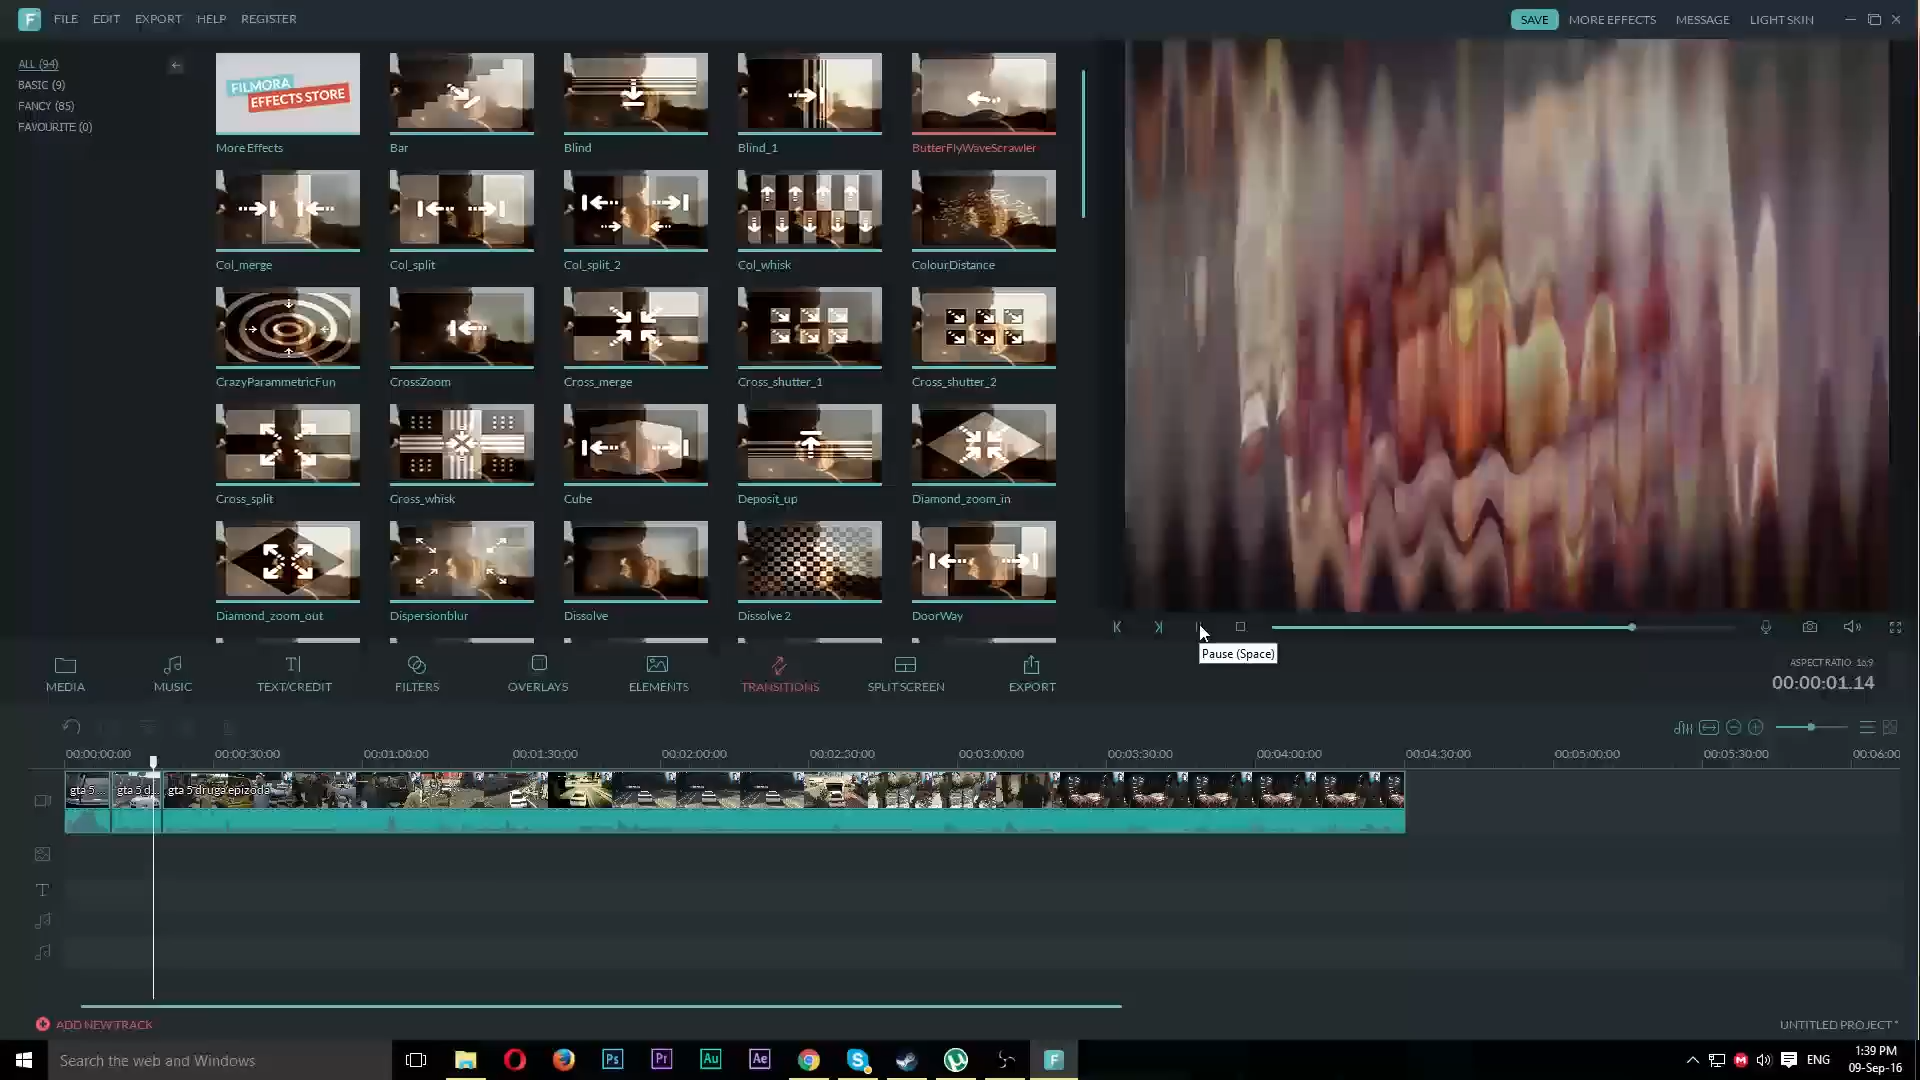 FILE EDIT EXPORT HELP REGISTER
SAVE MORE EFFECTS MESSAGE LIGHT SKIN
ALL (94)
BASIC (9)
FANCY (85)
FAVOURITE (0)
FILMORA
EFFECTS STORE
More Effects Bar Blind Blind_1 ButterFlyWaveScrawler
Col_merge Col_split Col_split_2 Col_whisk ColourDistance
CrazyParammetricFun CrossZoom Cross_merge Cross_shutter_1 Cross_shutter_2
Cross_split Cross_whisk Cube Deposit_up Diamond_zoom_in
Diamond_zoom_out Dispersionblur Dissolve Dissolve 2 DoorWay
Pause (Space)
MEDIA MUSIC TEXT/CREDIT FILTERS OVERLAYS ELEMENTS TRANSITIONS SPLIT SCREEN EXPORT
ASPECT RATIO 16:9
00:00:01.14
00:00:00:00 00:00:30:00 00:01:00:00 00:01:30:00 00:02:00:00 00:02:30:00 00:03:00:00 00:03:30:00 00:04:00:00 00:04:30:00 00:05:00:00 00:05:30:00 00:06:00
gta 5 ... gta 5 d... gta 5 druga epizoda
ADD NEW TRACK
UNTITLED PROJECT *
Search the web and Windows
Ps Pr Au Ae
ENG
1:39 PM
09-Sep-16